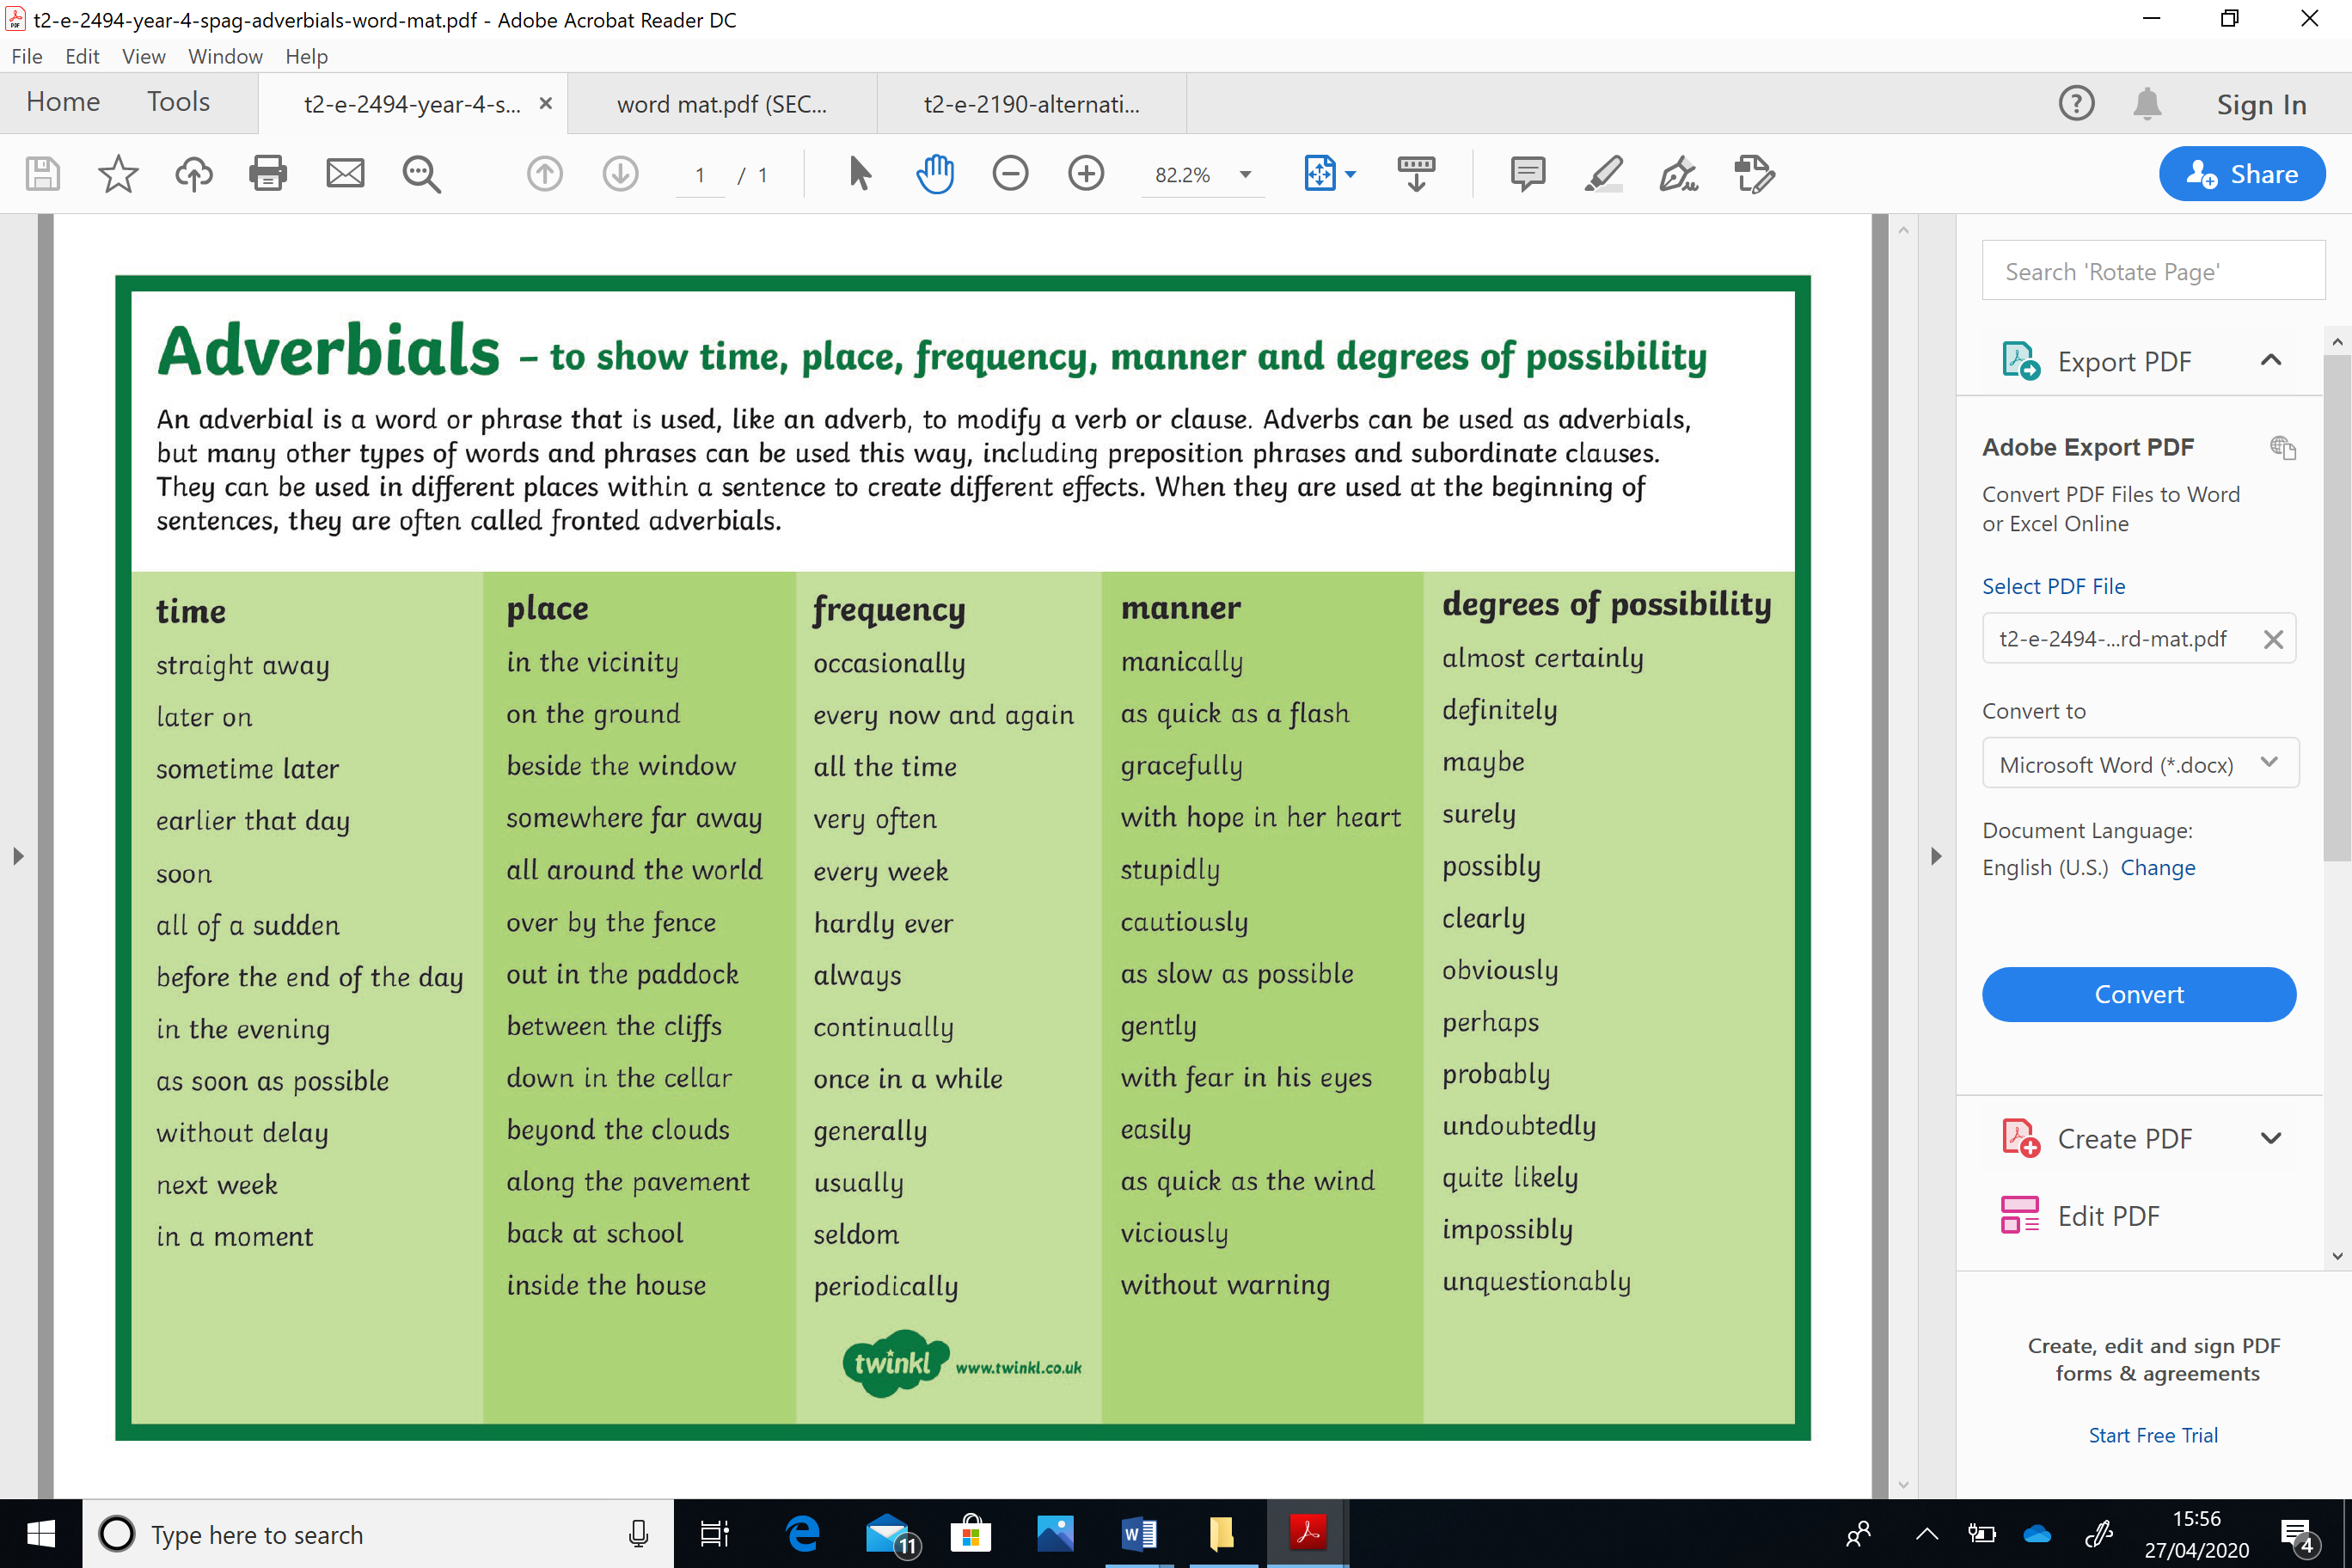 t2-e-2494-year-4-spag-adverbials-word-mat.pdf - Adobe Acrobat Reader DC
File Edit View Window Help
Home Tools t2-e-2494-year-4-s... word mat.pdf (SEC... t2-e-2190-alternati... Sign In
1 / 1 82.2% Share
Adverbials – to show time, place, frequency, manner and degrees of possibility
An adverbial is a word or phrase that is used, like an adverb, to modify a verb or clause. Adverbs can be used as adverbials,
but many other types of words and phrases can be used this way, including preposition phrases and subordinate clauses.
They can be used in different places within a sentence to create different effects. When they are used at the beginning of
sentences, they are often called fronted adverbials.
time
straight away
later on
sometime later
earlier that day
soon
all of a sudden
before the end of the day
in the evening
as soon as possible
without delay
next week
in a moment
place
in the vicinity
on the ground
beside the window
somewhere far away
all around the world
over by the fence
out in the paddock
between the cliffs
down in the cellar
beyond the clouds
along the pavement
back at school
inside the house
frequency
occasionally
every now and again
all the time
very often
every week
hardly ever
always
continually
once in a while
generally
usually
seldom
periodically
manner
manically
as quick as a flash
gracefully
with hope in her heart
stupidly
cautiously
as slow as possible
gently
with fear in his eyes
easily
as quick as the wind
viciously
without warning
degrees of possibility
almost certainly
definitely
maybe
surely
possibly
clearly
obviously
perhaps
probably
undoubtedly
quite likely
impossibly
unquestionably
twinkl www.twinkl.co.uk
Search 'Rotate Page'
Export PDF
Adobe Export PDF
Convert PDF Files to Word
or Excel Online
Select PDF File
t2-e-2494-...rd-mat.pdf
Convert to
Microsoft Word (*.docx)
Document Language:
English (U.S.) Change
Convert
Create PDF
Edit PDF
Create, edit and sign PDF
forms & agreements
Start Free Trial
Type here to search
11
15:56
27/04/2020
4